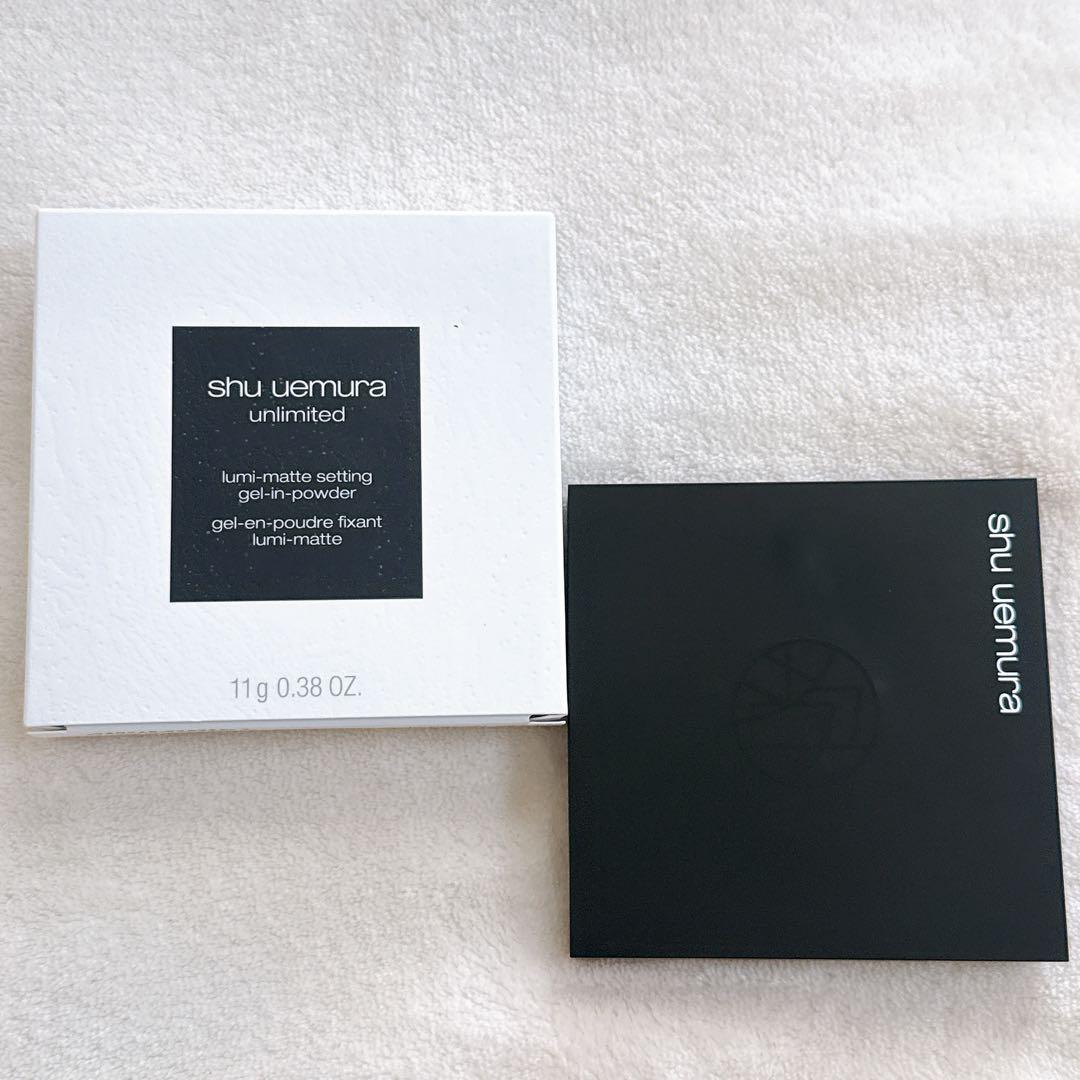 shu uemura
unlimited
lumi-matte setting
gel-in-powder
gel-en-poudre fixant
lumi-matte
11 g 0.38 OZ.
shu uemura